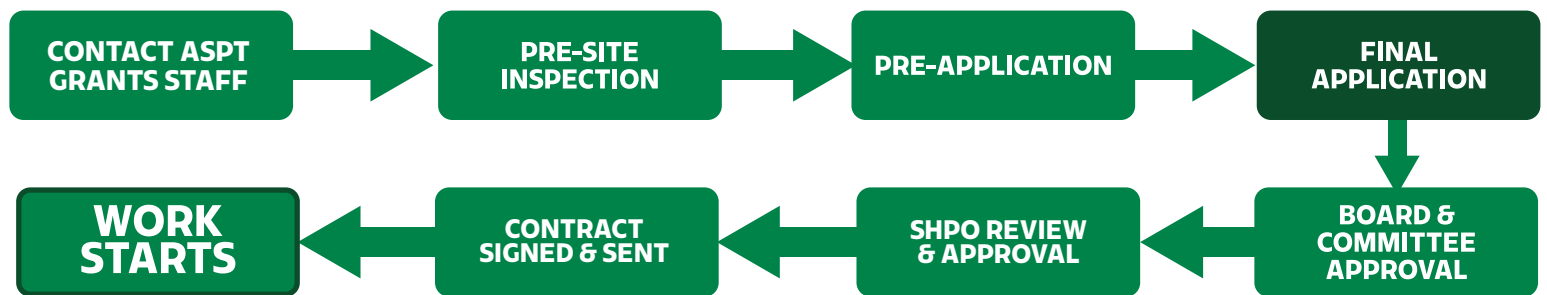 CONTACT ASPT
GRANTS STAFF
PRE-SITE
INSPECTION
PRE-APPLICATION
FINAL
APPLICATION
BOARD &
COMMITTEE
APPROVAL
SHPO REVIEW
& APPROVAL
CONTRACT
SIGNED & SENT
WORK
STARTS